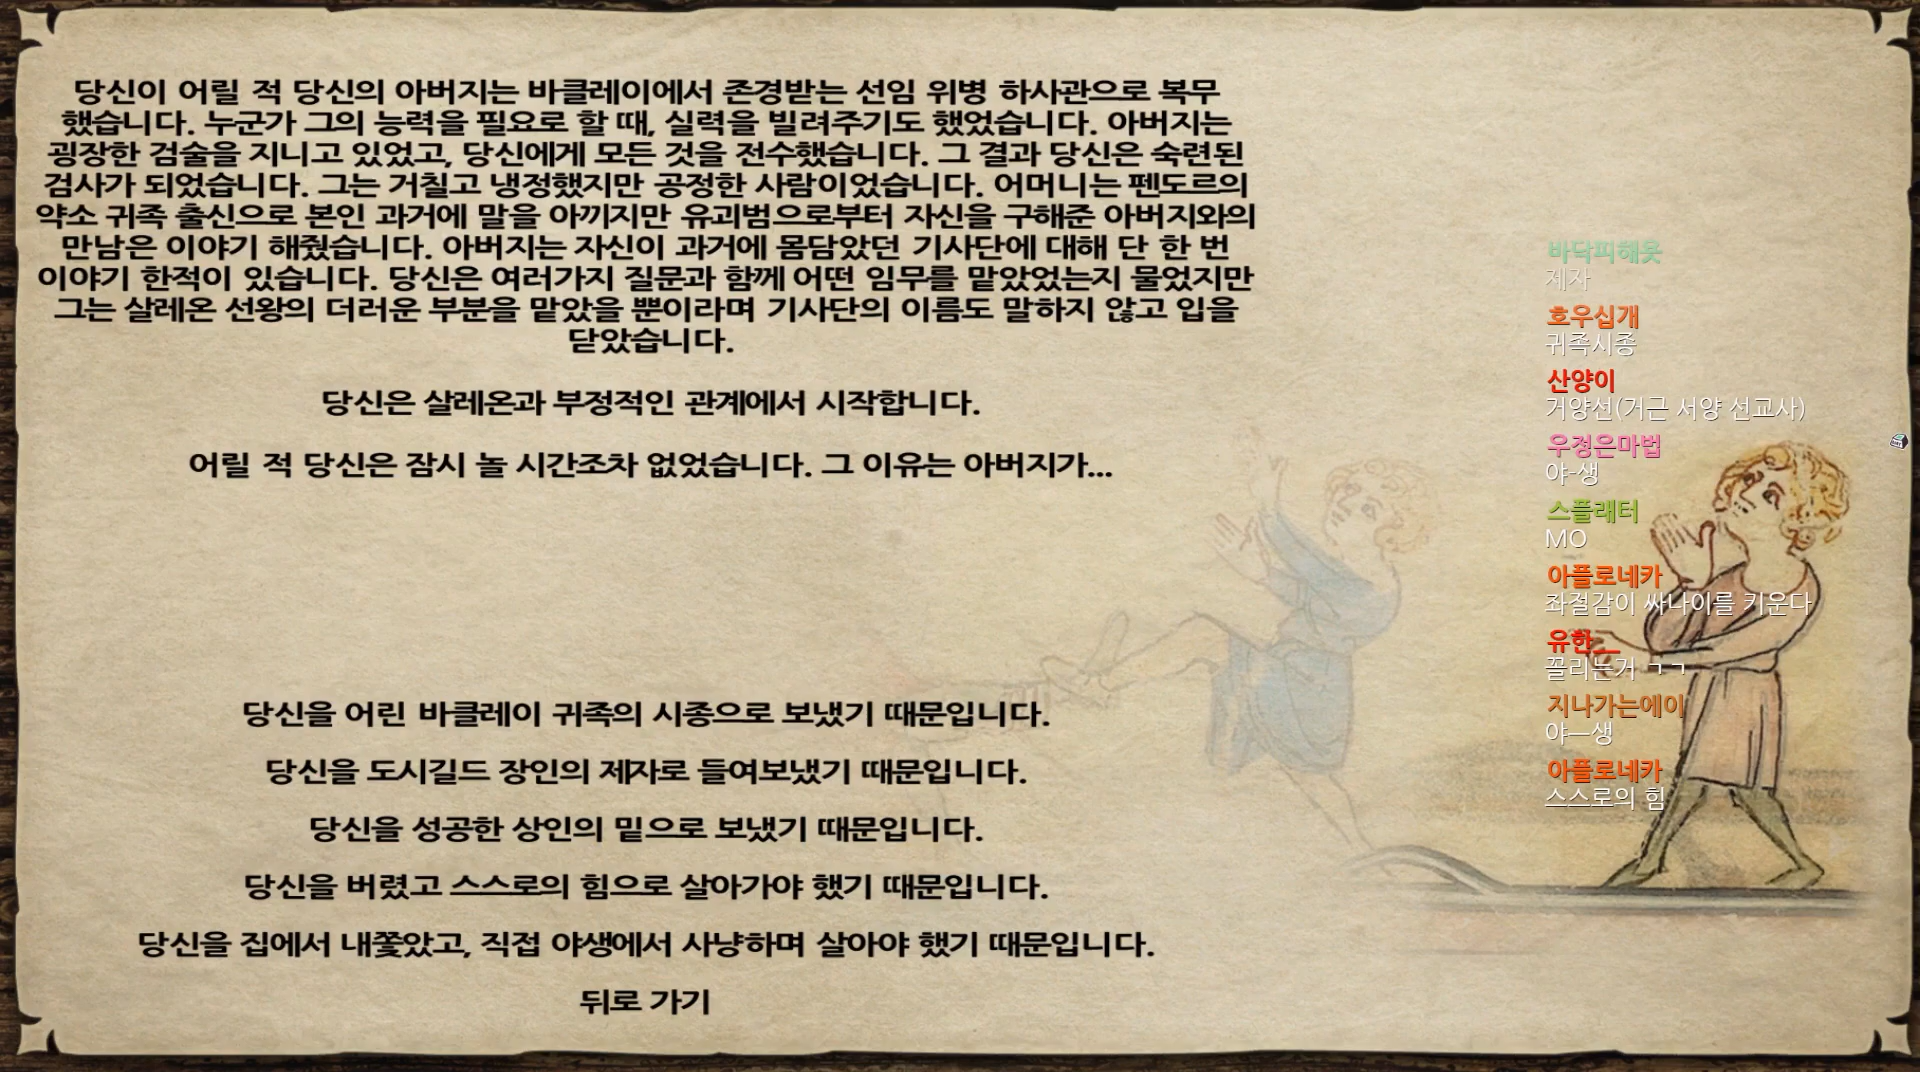 당신이 어릴 적 당신의 아버지는 바클레이에서 존경받는 선임 위병 하사관으로 복무
했습니다. 누군가 그의 능력을 필요로 할 때, 실력을 빌려주기도 했었습니다. 아버지는
굉장한 검술을 지니고 있었고, 당신에게 모든 것을 전수했습니다. 그 결과 당신은 숙련된
검사가 되었습니다. 그는 거칠고 냉정했지만 공정한 사람이었습니다. 어머니는 펜도르의
약소 귀족 출신으로 본인 과거에 말을 아끼지만 유괴범으로부터 자신을 구해준 아버지와의
만남은 이야기 해줬습니다. 아버지는 자신이 과거에 몸담았던 기사단에 대해 단 한 번
이야기 한적이 있습니다. 당신은 여러가지 질문과 함께 어떤 임무를 맡았었는지 물었지만
그는 살레온 선왕의 더러운 부분을 맡았을 뿐이라며 기사단의 이름도 말하지 않고 입을
닫았습니다.
당신은 살레온과 부정적인 관계에서 시작합니다.
어릴 적 당신은 잠시 놀 시간조차 없었습니다. 그 이유는 아버지가...
당신을 어린 바클레이 귀족의 시종으로 보냈기 때문입니다.
당신을 도시길드 장인의 제자로 들여보냈기 때문입니다.
당신을 성공한 상인의 밑으로 보냈기 때문입니다.
당신을 버렸고 스스로의 힘으로 살아가야 했기 때문입니다.
당신을 집에서 내쫓았고, 직접 야생에서 사냥하며 살아야 했기 때문입니다.
뒤로 가기
바닥피해욧
제자
호우십개
귀족시종
산양이
거양선(거근 서양 선교사)
우정은마법
야-생
스플래터
MO
아플로네카
좌절감이 싸나이를 키운다
유한__
꼴리는거 ㄱㄱ
지나가는에이
야—생
아플로네카
스스로의 힘